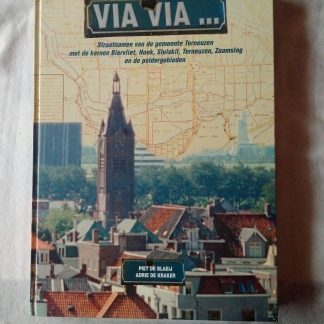 VIA VIA ...
Straatnamen van de gemeente Terneuzen
met de kernen Biervliet, Hoek, Sluiskil, Terneuzen, Zaamslag
en de poldergebieden
PIET DE BLAEIJ
ADRIE DE KRAKER